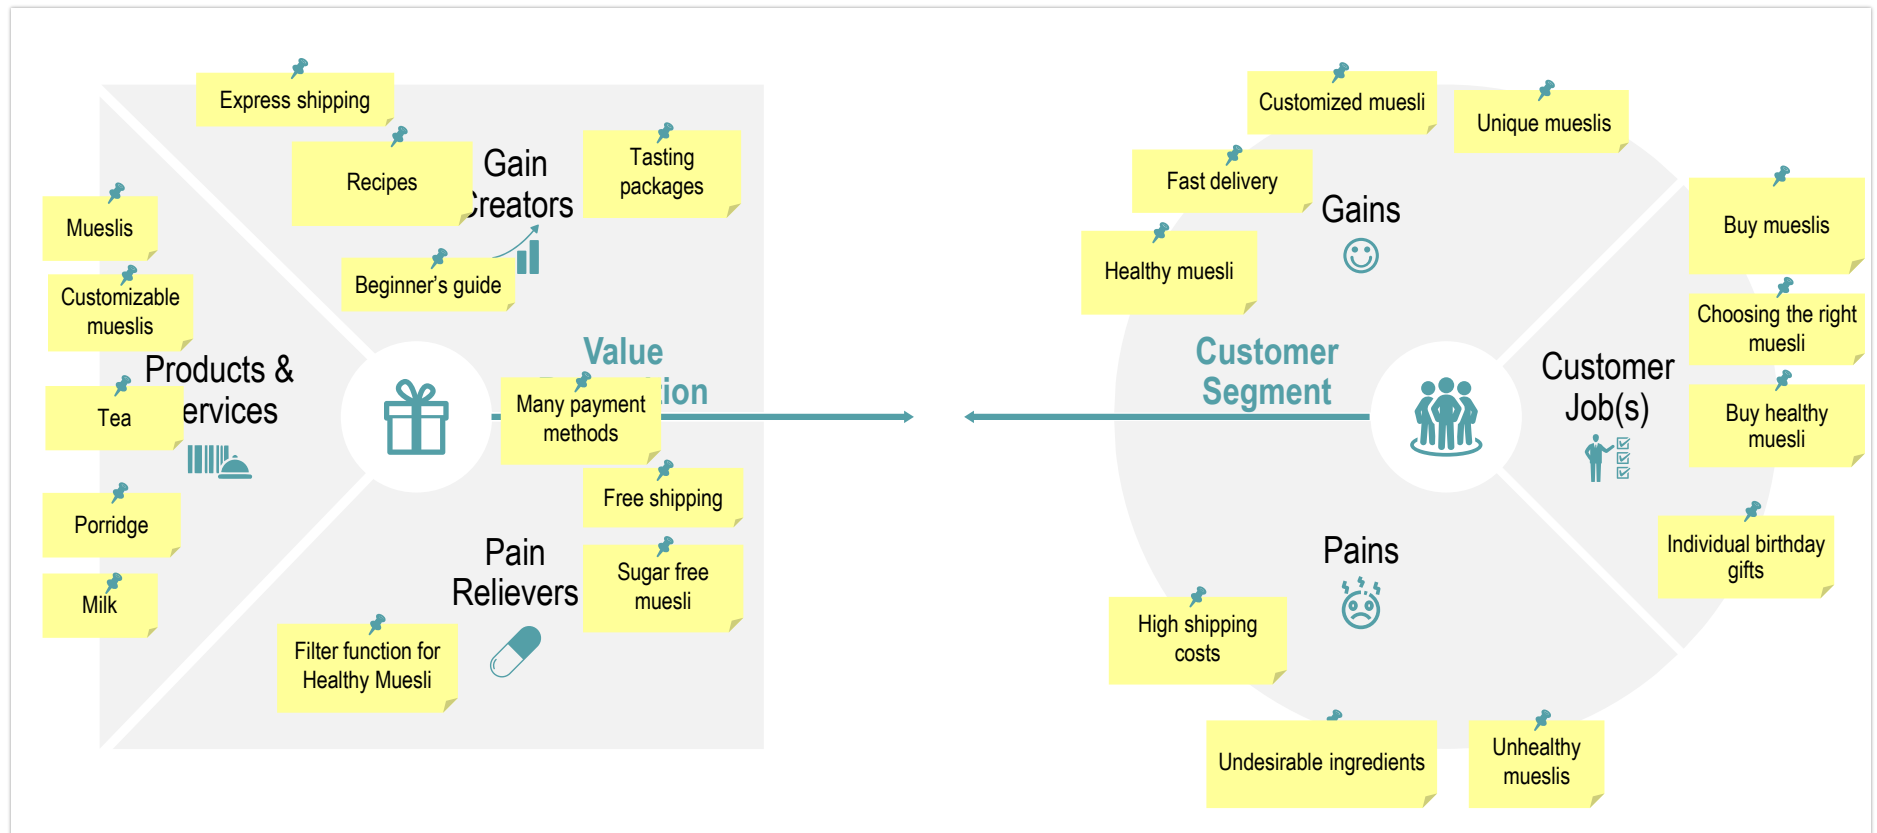 Express shipping
Recipes
Gain
Creators
Tasting
packages
Beginner's guide
Mueslis
Customizable
mueslis
Products &
Services
Tea
Porridge
Milk
Value
Many payment
methods
Free shipping
Sugar free
muesli
Pain
Relievers
Filter function for
Healthy Muesli
Customized muesli
Unique mueslis
Fast delivery
Gains
Healthy muesli
Customer
Segment
Buy mueslis
Choosing the right
muesli
Customer
Job(s)
Buy healthy
muesli
Individual birthday
gifts
Pains
High shipping
costs
Undesirable ingredients
Unhealthy
mueslis